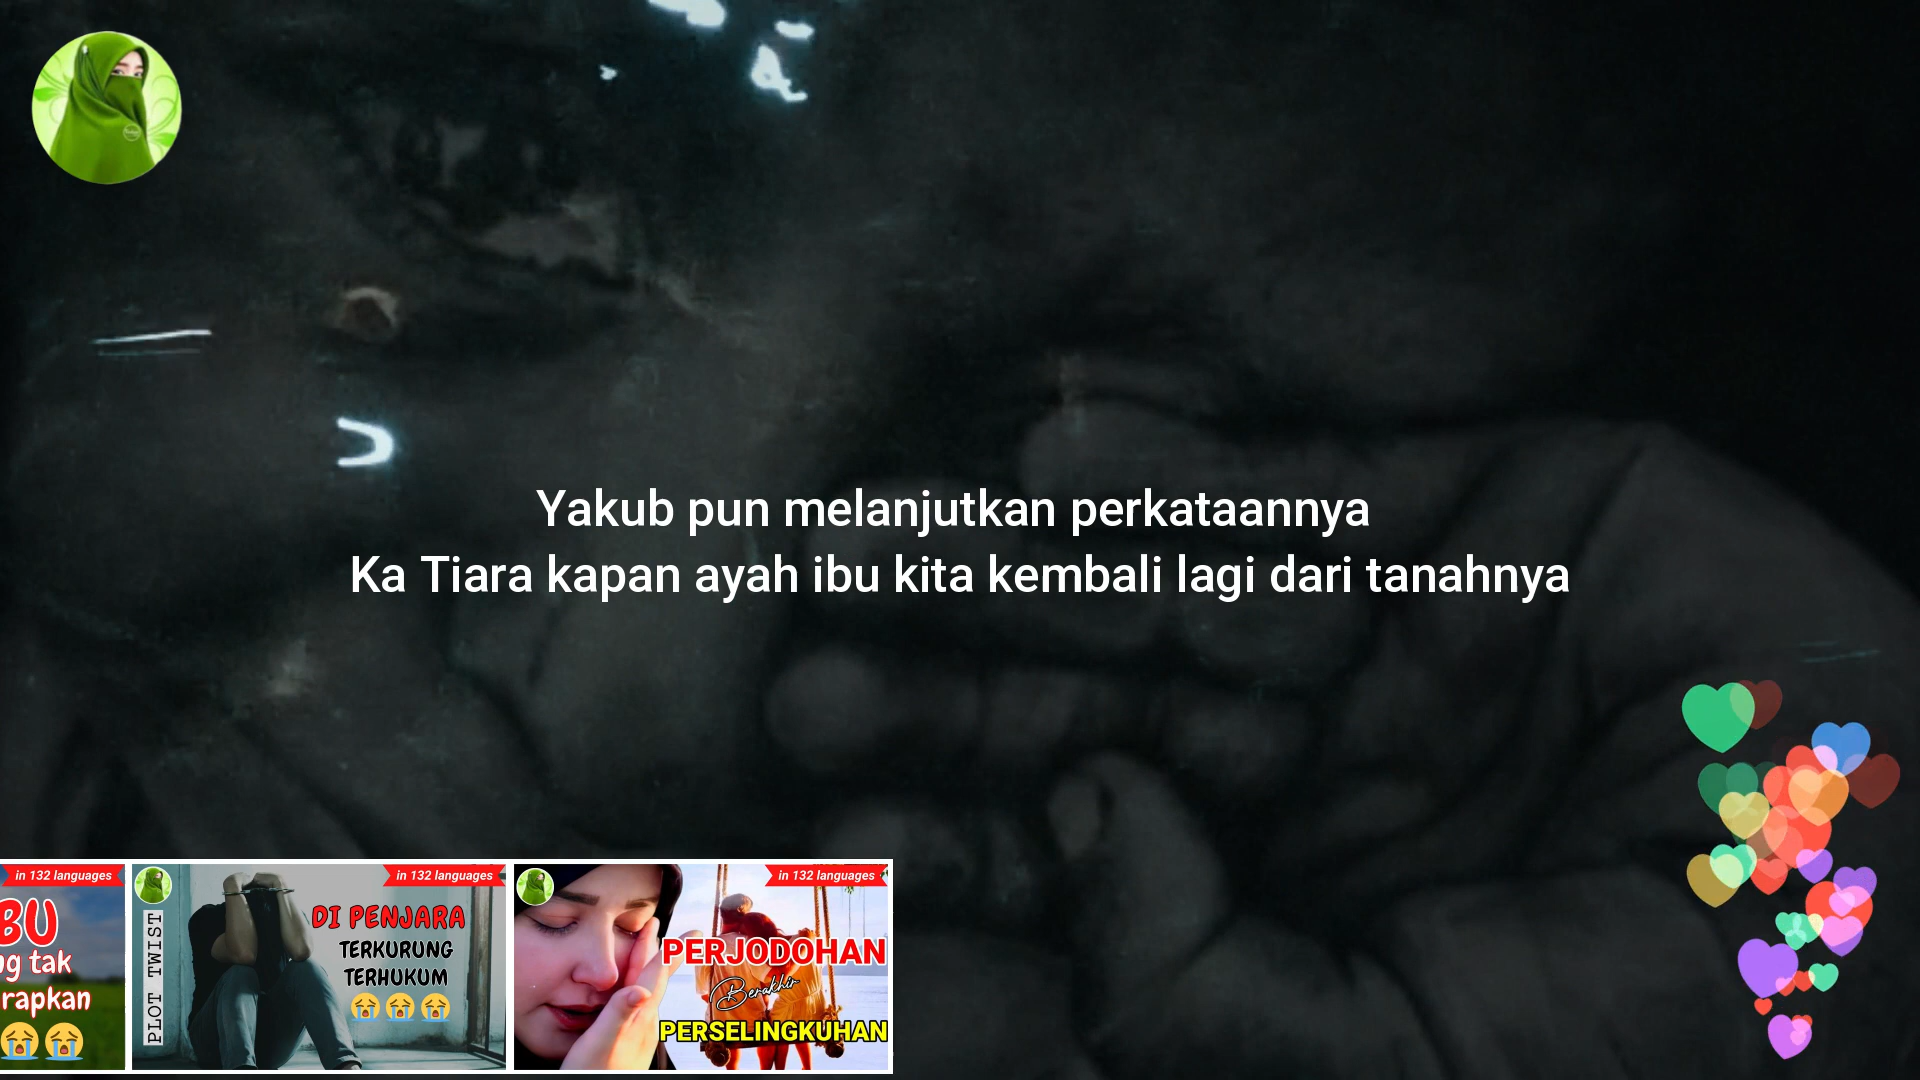 Yakub pun melanjutkan perkataannya
Ka Tiara kapan ayah ibu kita kembali lagi dari tanahnya
in 132 languages
BU
tak
in 132 languages
PLOT TWIST
DI PENJARA
TERKURUNG
TERHUKUM
in 132 languages
PERJODOHAN
Berakhir
PERSELINGKUHAN